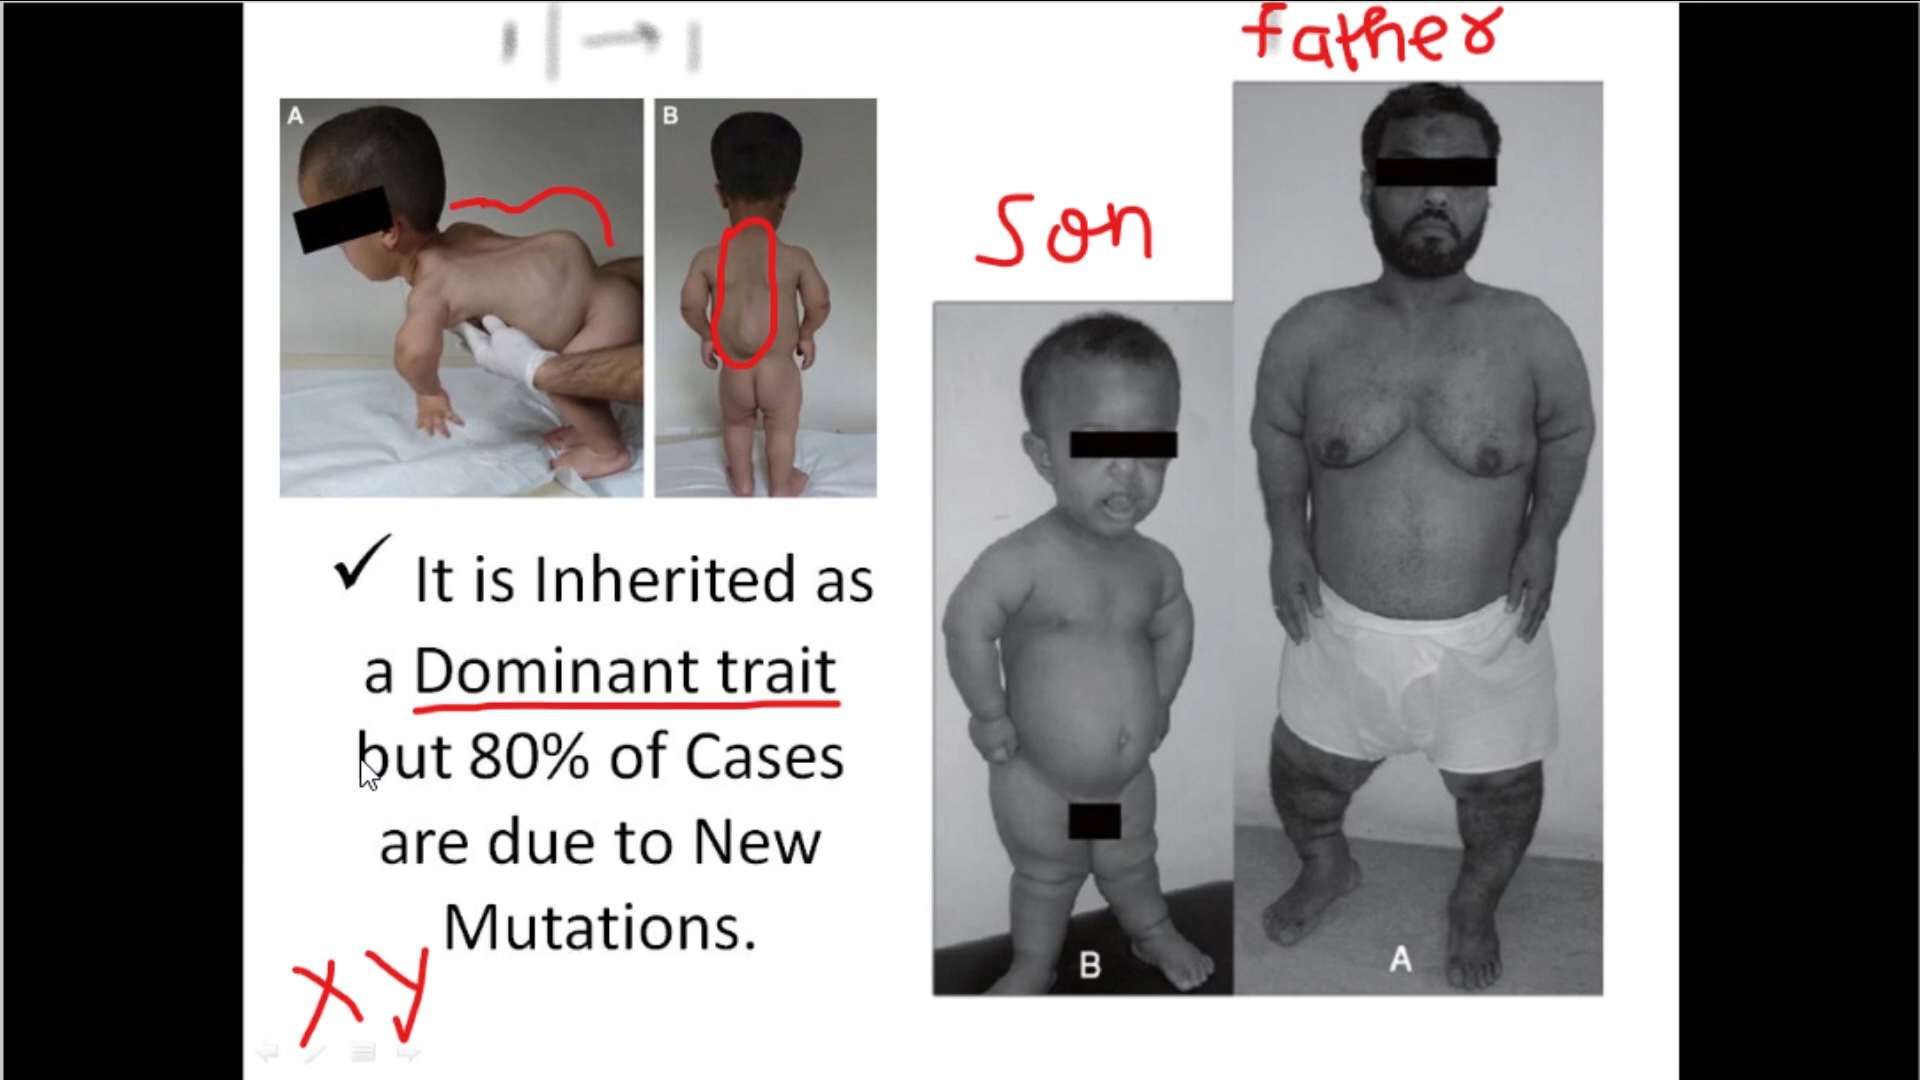 father
A
B
son
✓ It is Inherited as
a Dominant trait
but 80% of Cases
are due to New
Mutations.
B
A
XY